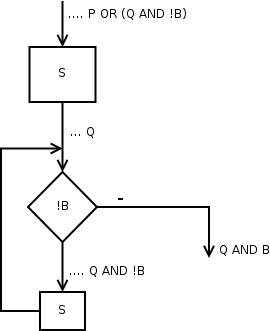 .... P OR (Q AND !B)
S
... Q
!B
-
Q AND B
.... Q AND !B
S